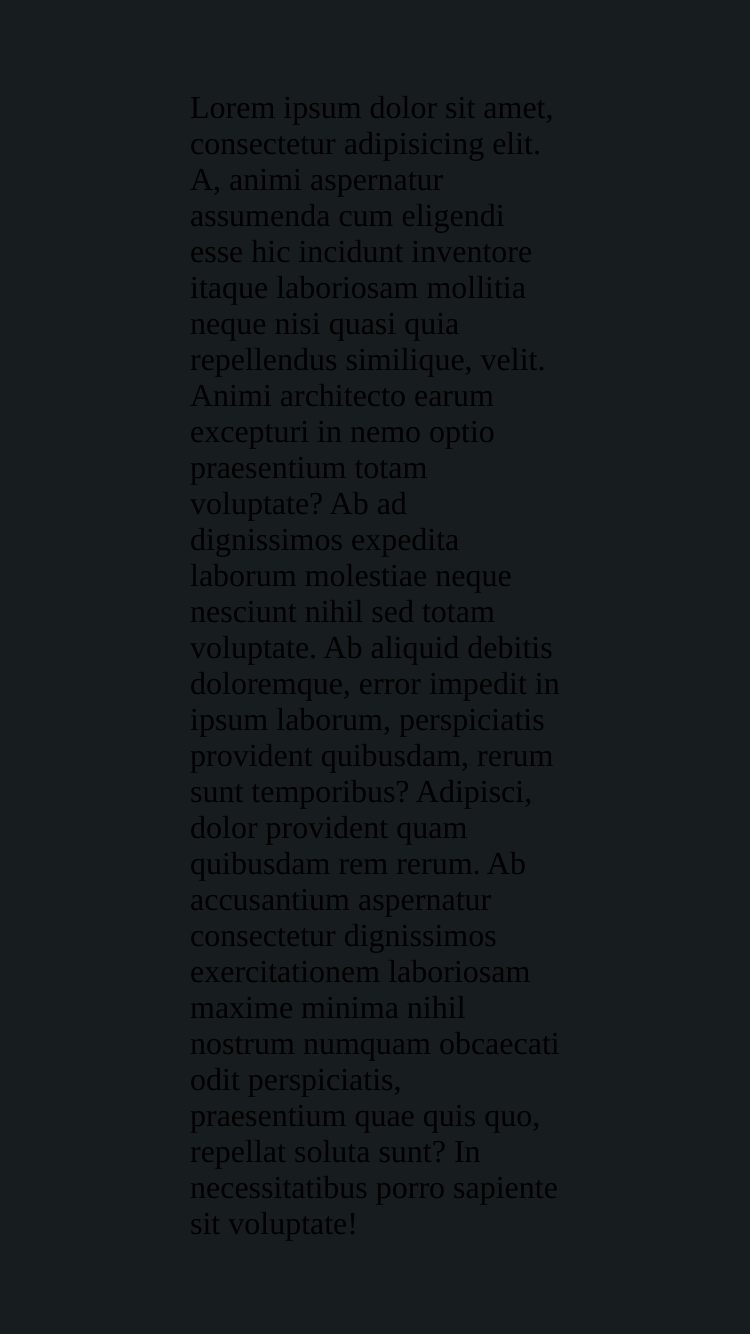 Lorem ipsum dolor sit amet,
consectetur adipisicing elit.
A, animi aspernatur
assumenda cum eligendi
esse hic incidunt inventore
itaque laboriosam mollitia
neque nisi quasi quia
repellendus similique, velit.
Animi architecto earum
excepturi in nemo optio
praesentium totam
voluptate? Ab ad
dignissimos expedita
laborum molestiae neque
nesciunt nihil sed totam
voluptate. Ab aliquid debitis
doloremque, error impedit in
ipsum laborum, perspiciatis
provident quibusdam, rerum
sunt temporibus? Adipisci,
dolor provident quam
quibusdam rem rerum. Ab
accusantium aspernatur
consectetur dignissimos
exercitationem laboriosam
maxime minima nihil
nostrum numquam obcaecati
odit perspiciatis,
praesentium quae quis quo,
repellat soluta sunt? In
necessitatibus porro sapiente
sit voluptate!